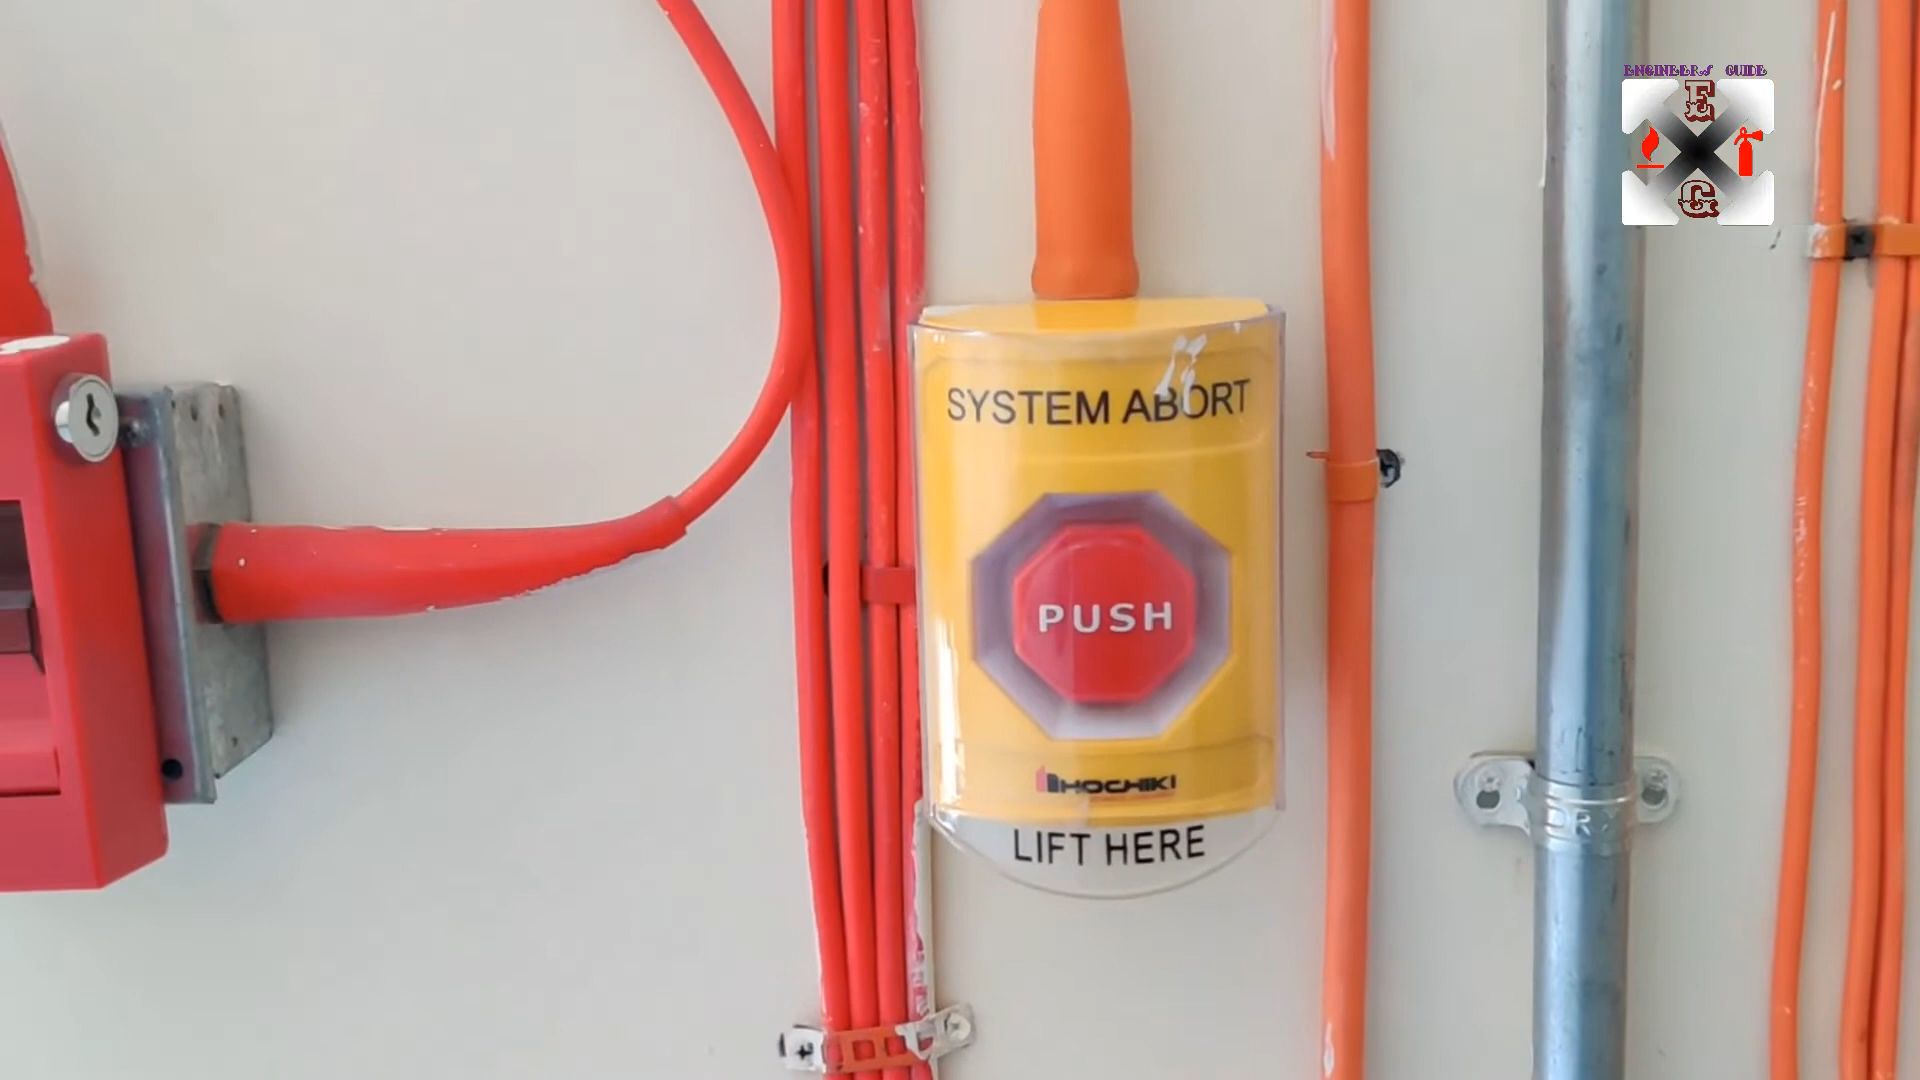 ENGINEERS GUIDE
E
G
SYSTEM ABORT
PUSH
HOCHIKI
LIFT HERE